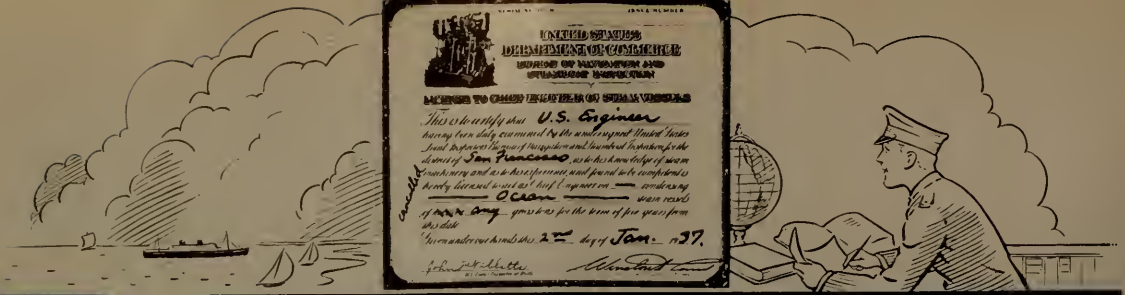 ISSUE NUMBER
UNITED STATES
DEPARTMENT OF COMMERCE
BUREAU OF NAVIGATION AND
STEAMBOAT INSPECTION
LICENSE TO CHIEF ENGINEER OF STEAM VESSELS
This is to certify that U.S. Engineer
having been duly examined by the undersigned United States
Local Inspectors Bureau of Navigation and Steamboat Inspection for the
district of San Francisco, as to his knowledge of steam
machinery and as to his experience, and found to be competent is
hereby licensed to act as Chief Engineer on — condensing
Ocean steam vessels
of any gross tons for the term of five years from
this date
Given under our hands this 2nd day of Jan. 1937.
cancelled